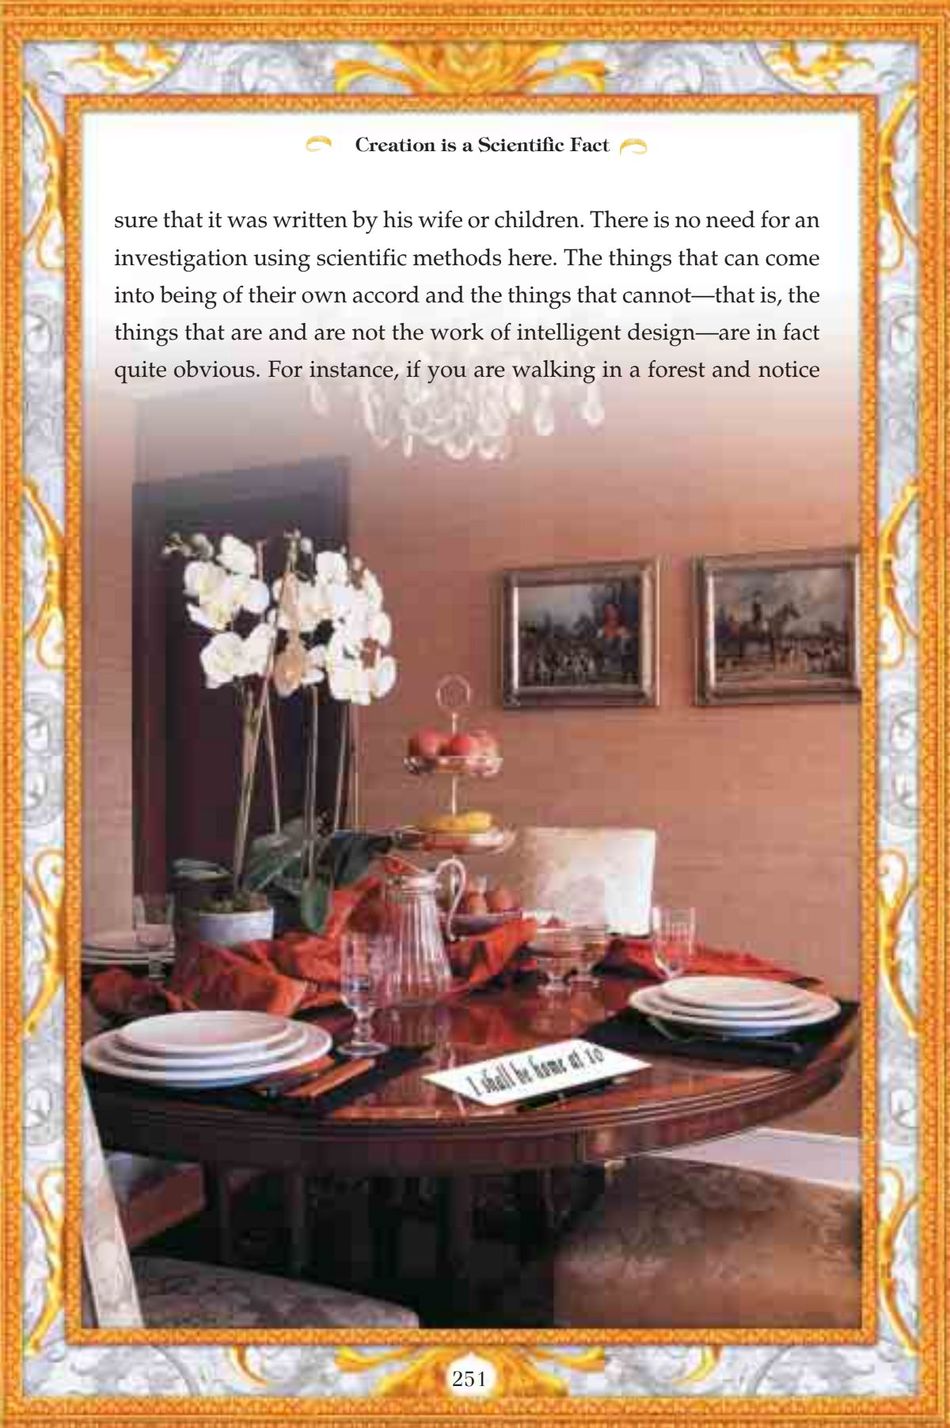 Creation is a Scientific Fact
sure that it was written by his wife or children. There is no need for an
investigation using scientific methods here. The things that can come
into being of their own accord and the things that cannot—that is, the
things that are and are not the work of intelligent design—are in fact
quite obvious. For instance, if you are walking in a forest and notice
I shall be home at 10
251